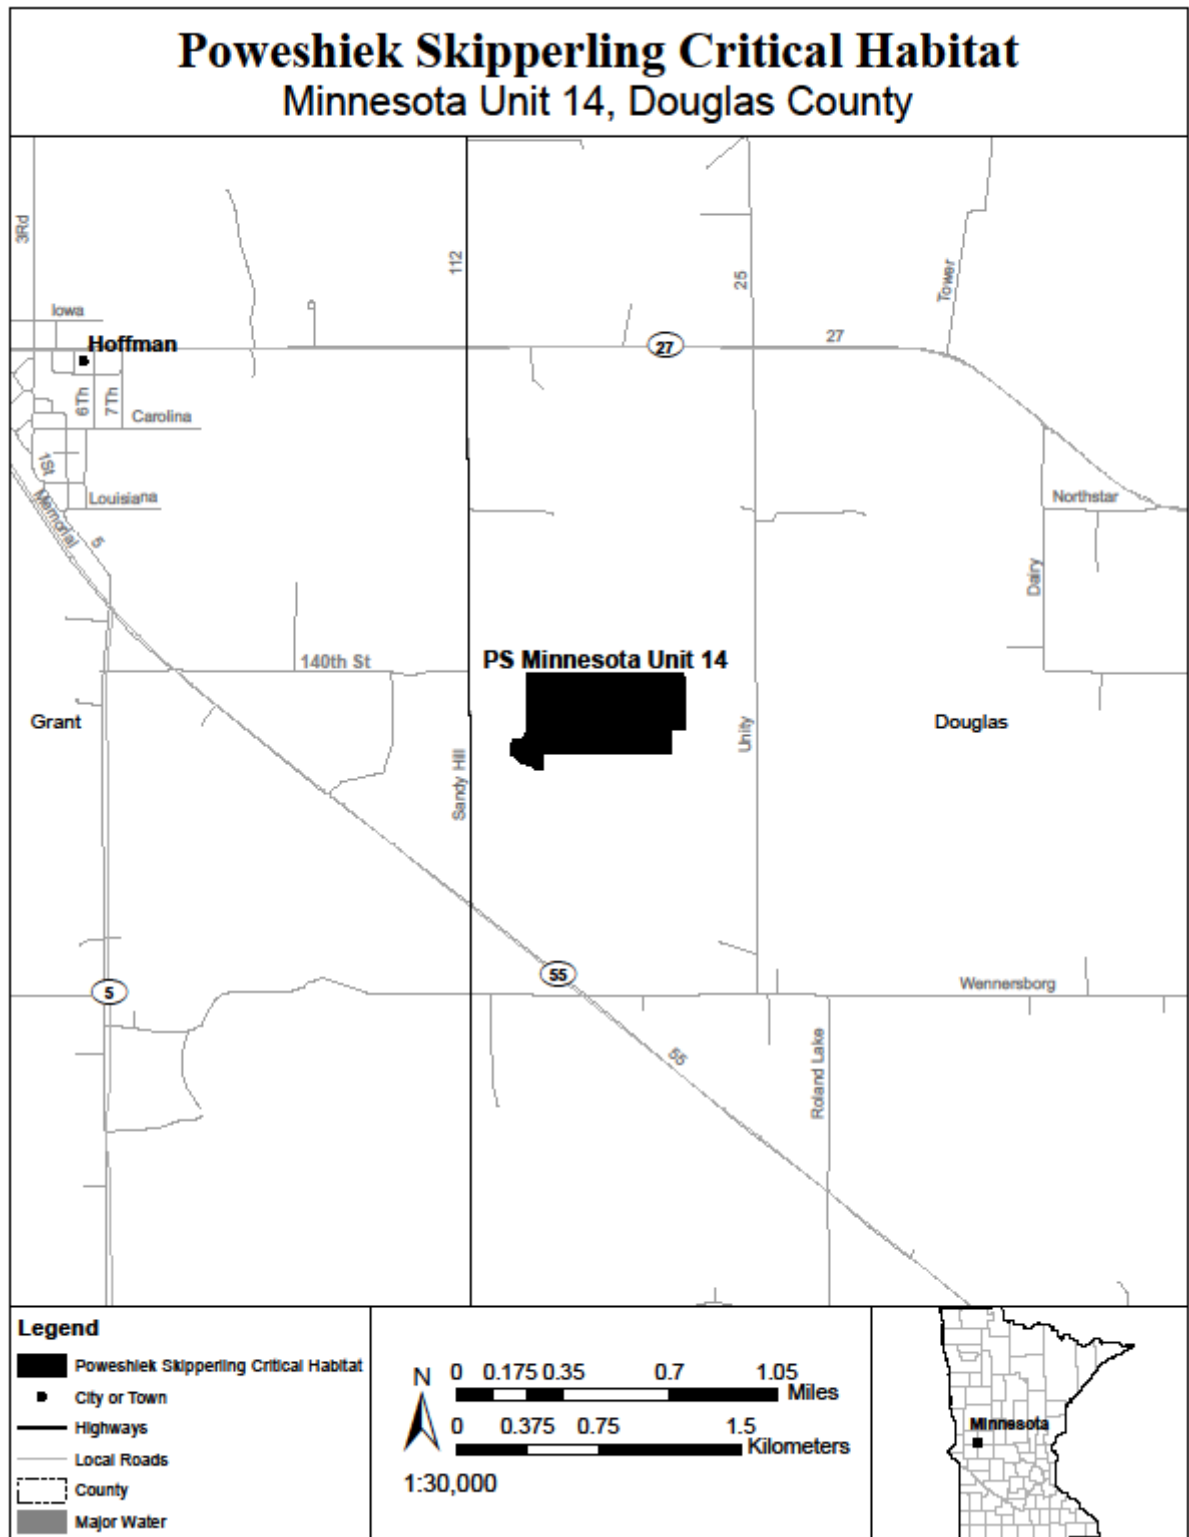 Poweshiek Skipperling Critical Habitat
Minnesota Unit 14, Douglas County
3Rd
112
25
Tower
Iowa
Hoffman
27
27
6Th
7Th
Carolina
1St
Louisiana
Memorial
5
Northstar
Dairy
140th St
PS Minnesota Unit 14
Grant
Sandy Hill
Unity
Douglas
55
5
Wennersborg
55
Roland Lake
Legend
Poweshiek Skipperling Critical Habitat
City or Town
Highways
Local Roads
County
Major Water
N
0 0.175 0.35 0.7 1.05
Miles
0 0.375 0.75 1.5
Kilometers
1:30,000
Minnesota